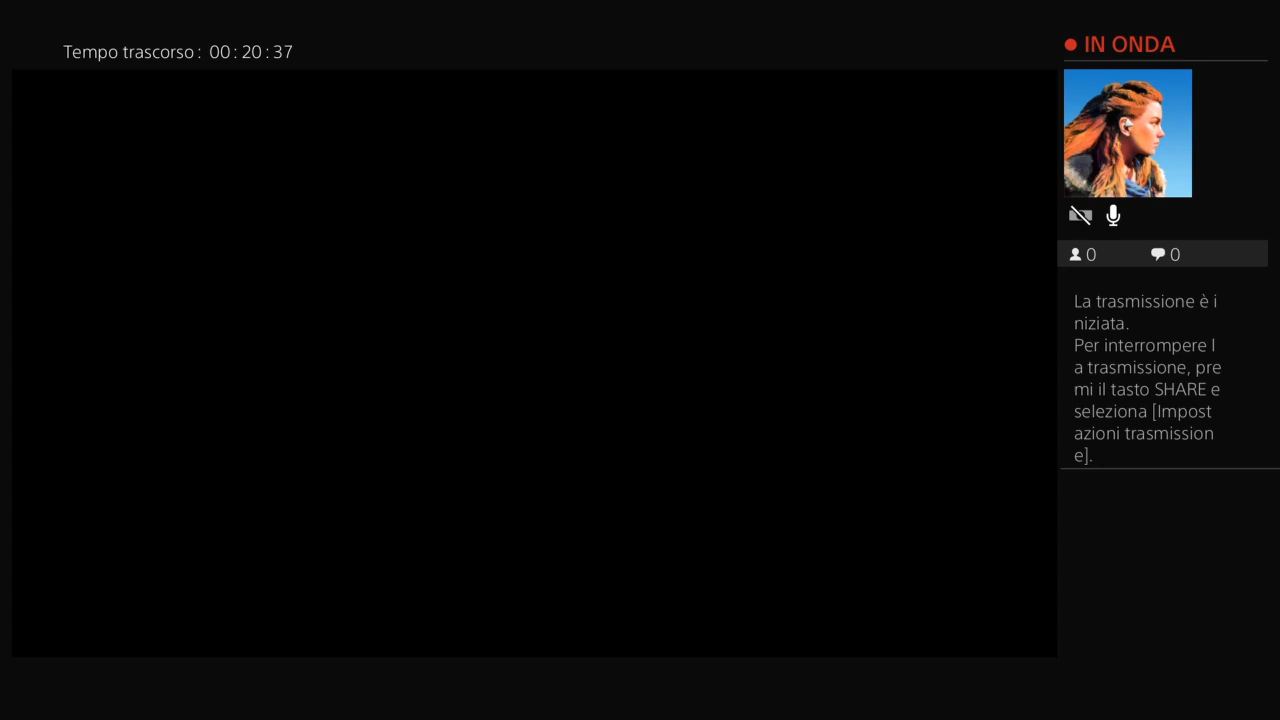 Tempo trascorso : 00 : 20 : 37
IN ONDA
0 0
La trasmissione è i
niziata.
Per interrompere l
a trasmissione, pre
mi il tasto SHARE e
seleziona [Impost
azioni trasmission
e].